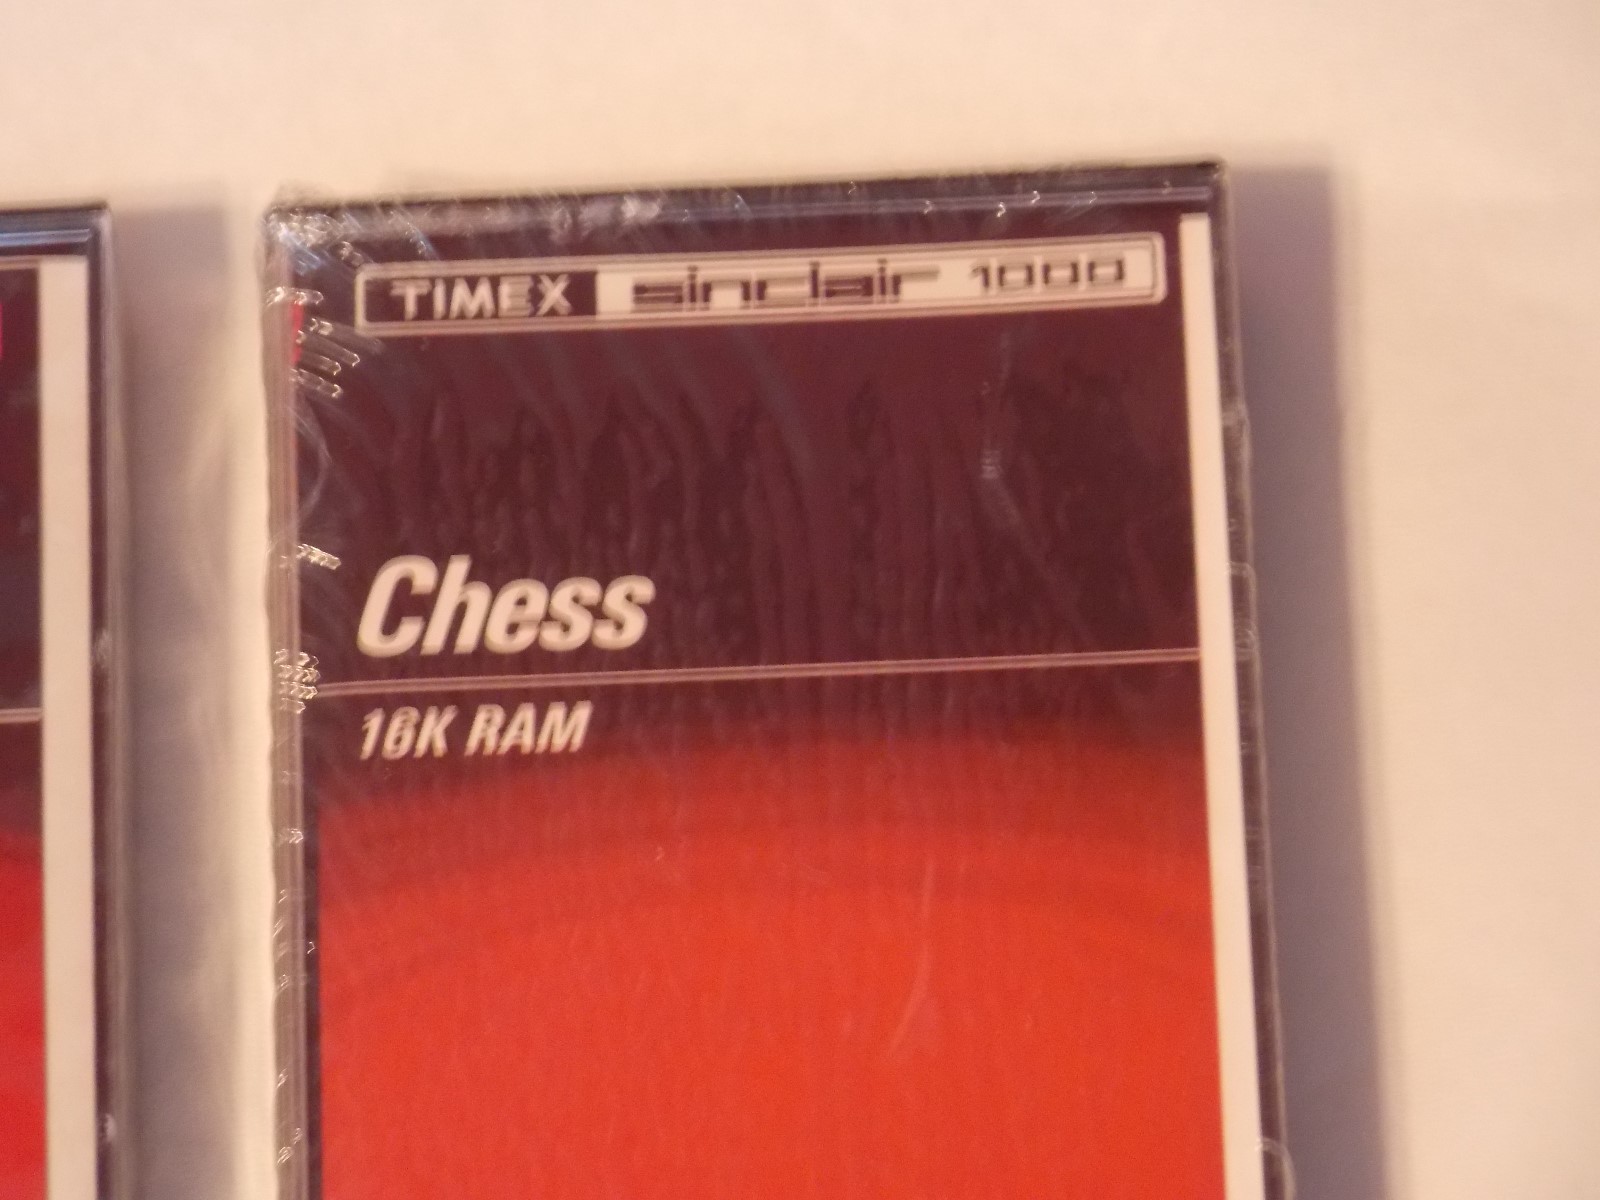 TIMEX sinclair 1000
Chess
16K RAM